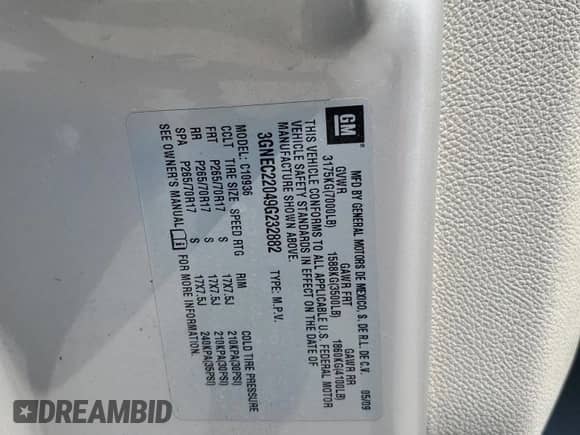 GM
MFD BY GENERAL MOTORS DE MEXICO, S. DE R.L. DE C.V. 05/09
GVWR GAWR FRT GAWR RR
3175KG(7000LB) 1588KG(3500LB) 1860KG(4100LB)
THIS VEHICLE CONFORMS TO ALL APPLICABLE U.S. FEDERAL MOTOR
VEHICLE SAFETY STANDARDS IN EFFECT ON THE DATE OF
MANUFACTURE SHOWN ABOVE.
3GNEC22049G232882 TYPE: M.P.V.
MODEL: C10936
CCLT TIRE SIZE SPEED RTG RIM COLD TIRE PRESSURE
FRT P265/70R17 S 17X7.5J 210KPA(30PSI)
RR P265/70R17 S 17X7.5J 210KPA(30PSI)
SPA P265/70R17 S 17X7.5J 240KPA(35PSI)
SEE OWNER'S MANUAL FOR MORE INFORMATION.
DREAMBID